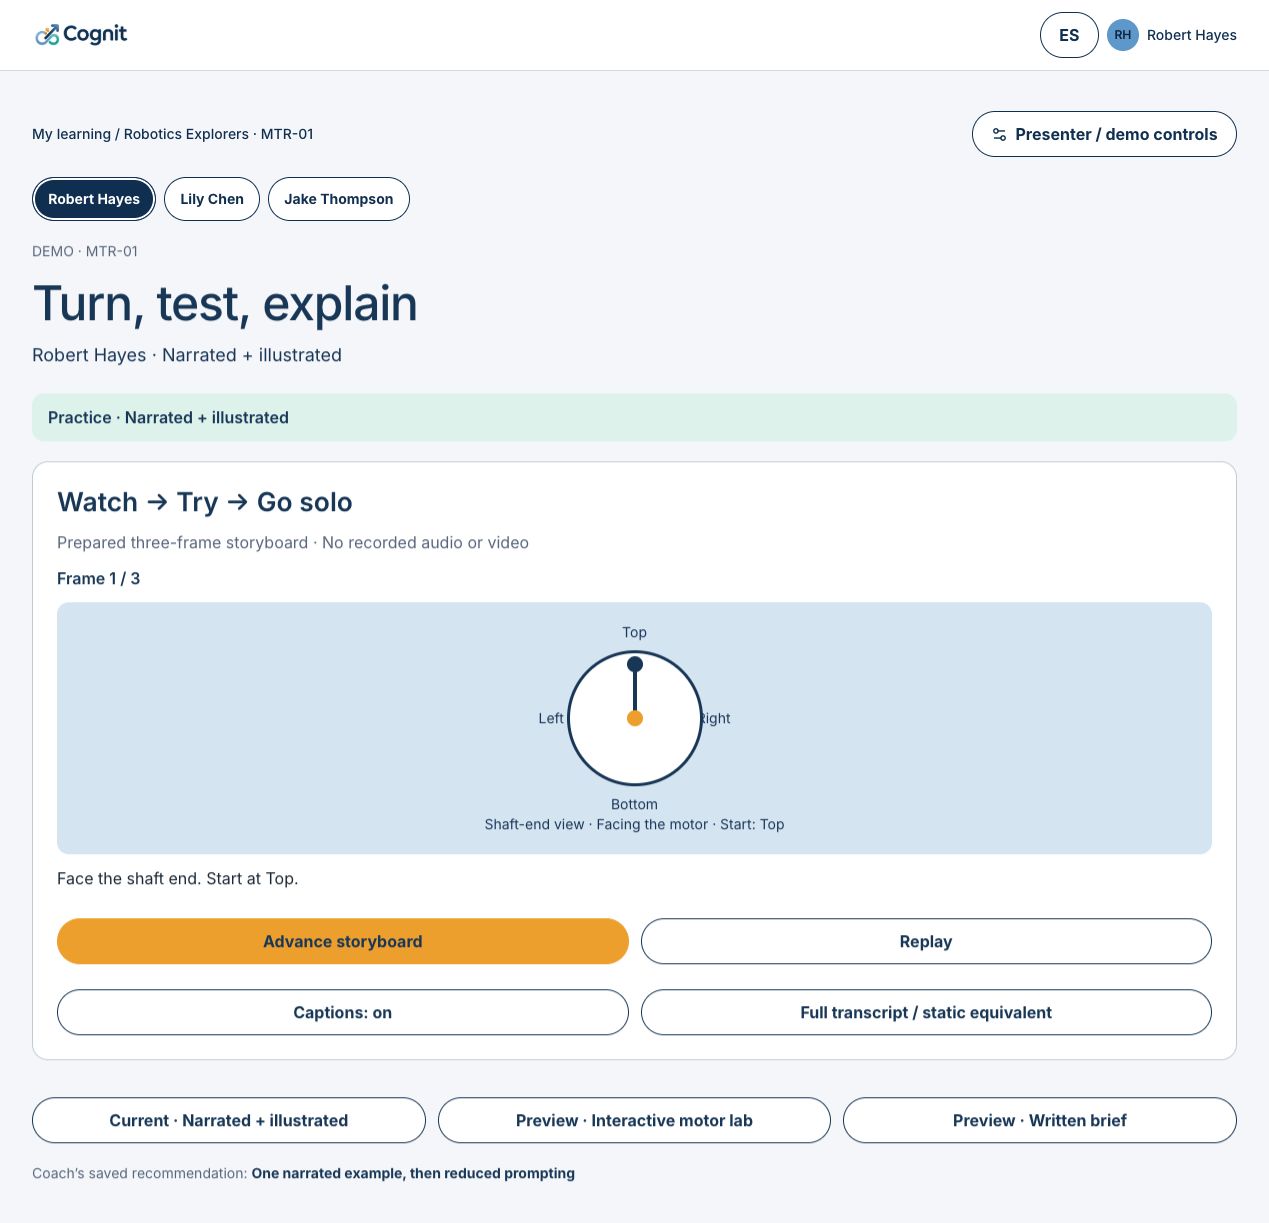 Cognit
ES
RH
Robert Hayes
My learning / Robotics Explorers · MTR-01
Presenter / demo controls
Robert Hayes
Lily Chen
Jake Thompson
DEMO · MTR-01
Turn, test, explain
Robert Hayes · Narrated + illustrated
Practice · Narrated + illustrated
Watch → Try → Go solo
Prepared three-frame storyboard · No recorded audio or video
Frame 1 / 3
Top
Left
Right
Bottom
Shaft-end view · Facing the motor · Start: Top
Face the shaft end. Start at Top.
Advance storyboard
Replay
Captions: on
Full transcript / static equivalent
Current · Narrated + illustrated
Preview · Interactive motor lab
Preview · Written brief
Coach’s saved recommendation: One narrated example, then reduced prompting